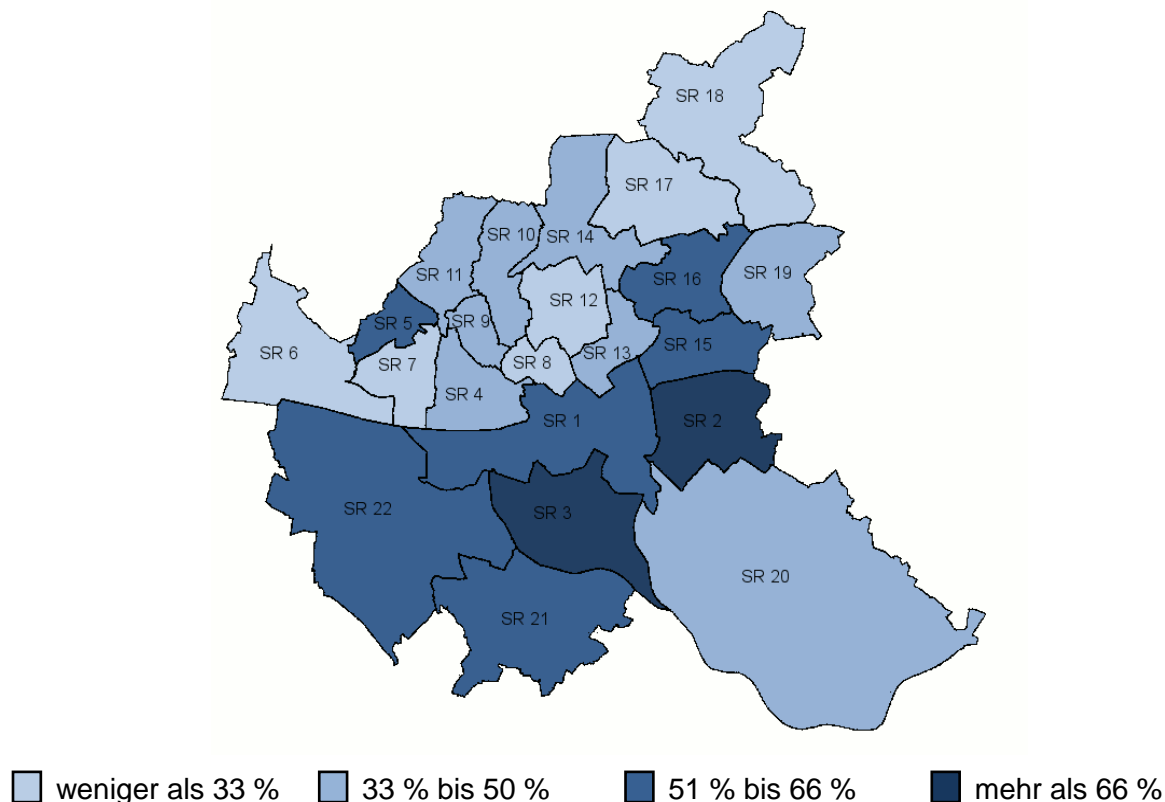 SR 18
SR 17
SR 10
SR 14
SR 11
SR 16
SR 19
SR 12
SR 5
SR 9
SR 6
SR 7
SR 8
SR 13
SR 15
SR 4
SR 1
SR 2
SR 22
SR 3
SR 20
SR 21
weniger als 33 % 33 % bis 50 % 51 % bis 66 % mehr als 66 %